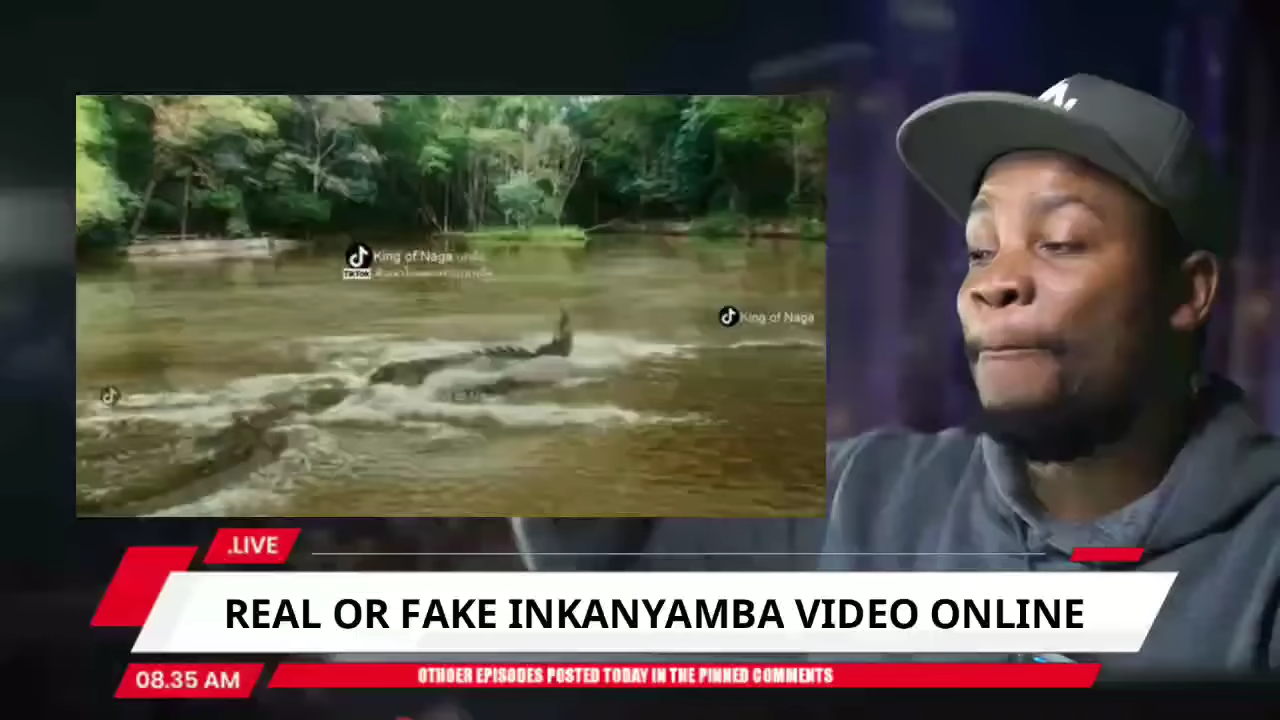 TikTok
King of Naga
King of Naga
.LIVE
REAL OR FAKE INKANYAMBA VIDEO ONLINE
08.35 AM
OTHOER EPISODES POSTED TODAY IN THE PINNED COMMENTS